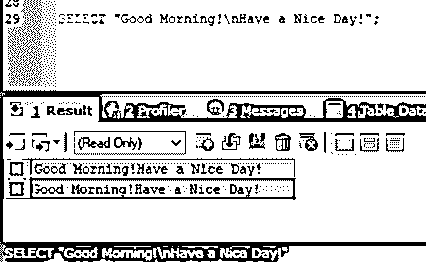 28
29 SELECT "Good Morning!\nHave a Nice Day!";
1 Result 2 Profiler 3 Messages 4 Table Data
(Read Only)
Good Morning!Have a Nice Day!
Good Morning!Have a Nice Day!
SELECT "Good Morning!\nHave a Nice Day!"